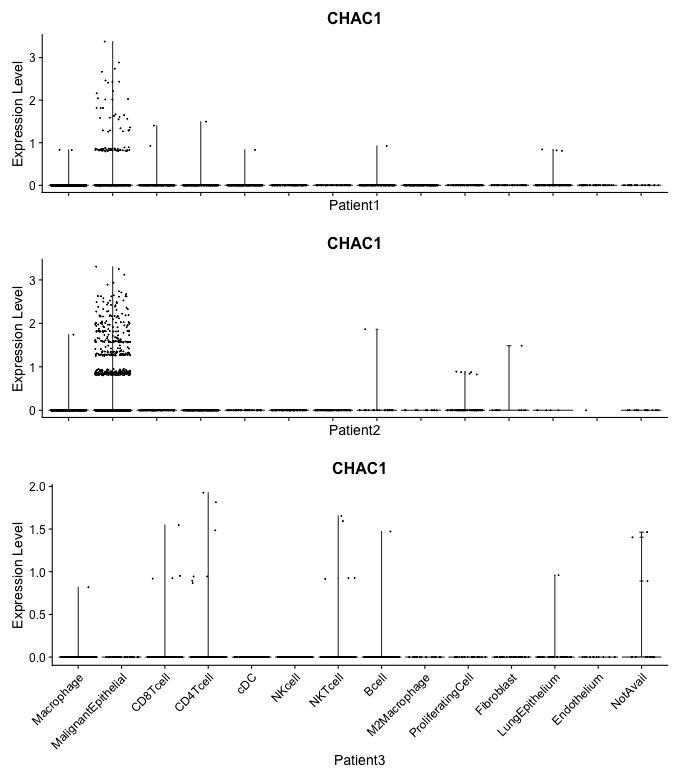 CHAC1
Expression Level
3
2
1
0
Patient1
CHAC1
Expression Level
3
2
1
0
Patient2
CHAC1
Expression Level
2.0
1.5
1.0
0.5
0.0
Macrophage
MalignantEpithelial
CD8Tcell
CD4Tcell
cDC
NKcell
NKTcell
Bcell
M2Macrophage
ProliferatingCell
Fibroblast
LungEpithelium
Endothelium
NotAvail
Patient3